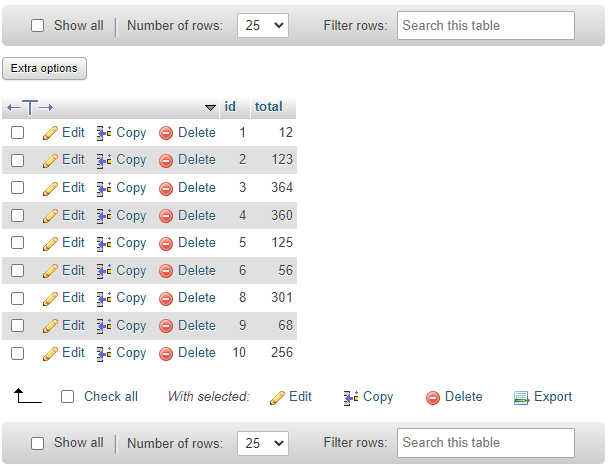 Show all Number of rows: 25 Filter rows: Search this table
Extra options
id total
Edit Copy Delete 1 12
Edit Copy Delete 2 123
Edit Copy Delete 3 364
Edit Copy Delete 4 360
Edit Copy Delete 5 125
Edit Copy Delete 6 56
Edit Copy Delete 8 301
Edit Copy Delete 9 68
Edit Copy Delete 10 256
Check all With selected: Edit Copy Delete Export
Show all Number of rows: 25 Filter rows: Search this table